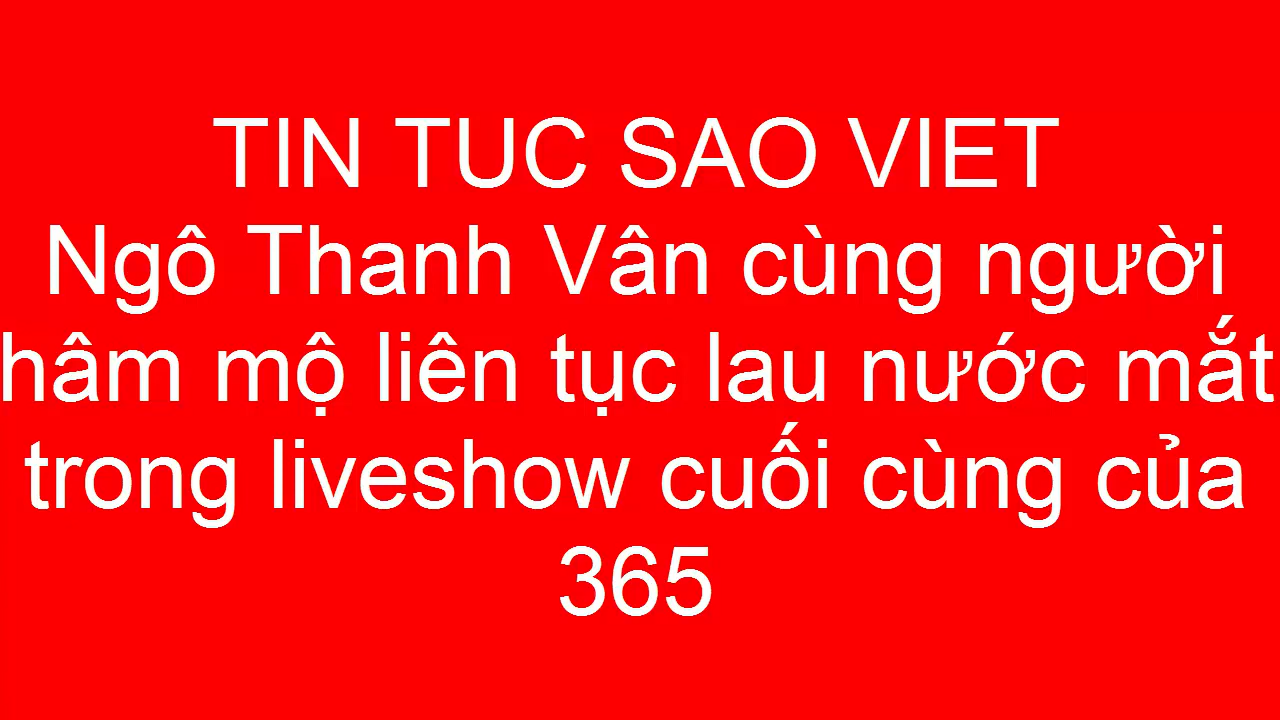 TIN TUC SAO VIET
Ngô Thanh Vân cùng người
hâm mộ liên tục lau nước mắt
trong liveshow cuối cùng của
365